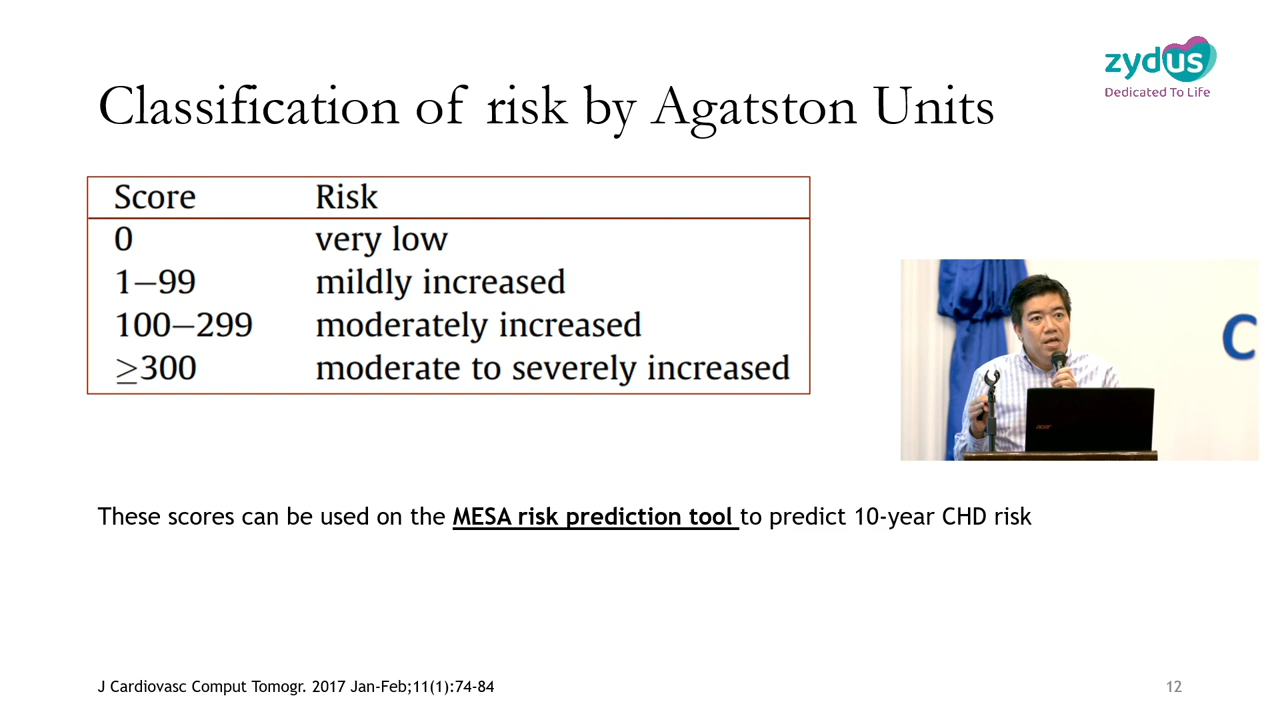 zydus
Dedicated To Life
Classification of risk by Agatston Units
Score Risk
0 very low
1–99 mildly increased
100–299 moderately increased
≥300 moderate to severely increased
C
acer
These scores can be used on the MESA risk prediction tool to predict 10-year CHD risk
J Cardiovasc Comput Tomogr. 2017 Jan-Feb;11(1):74-84
12